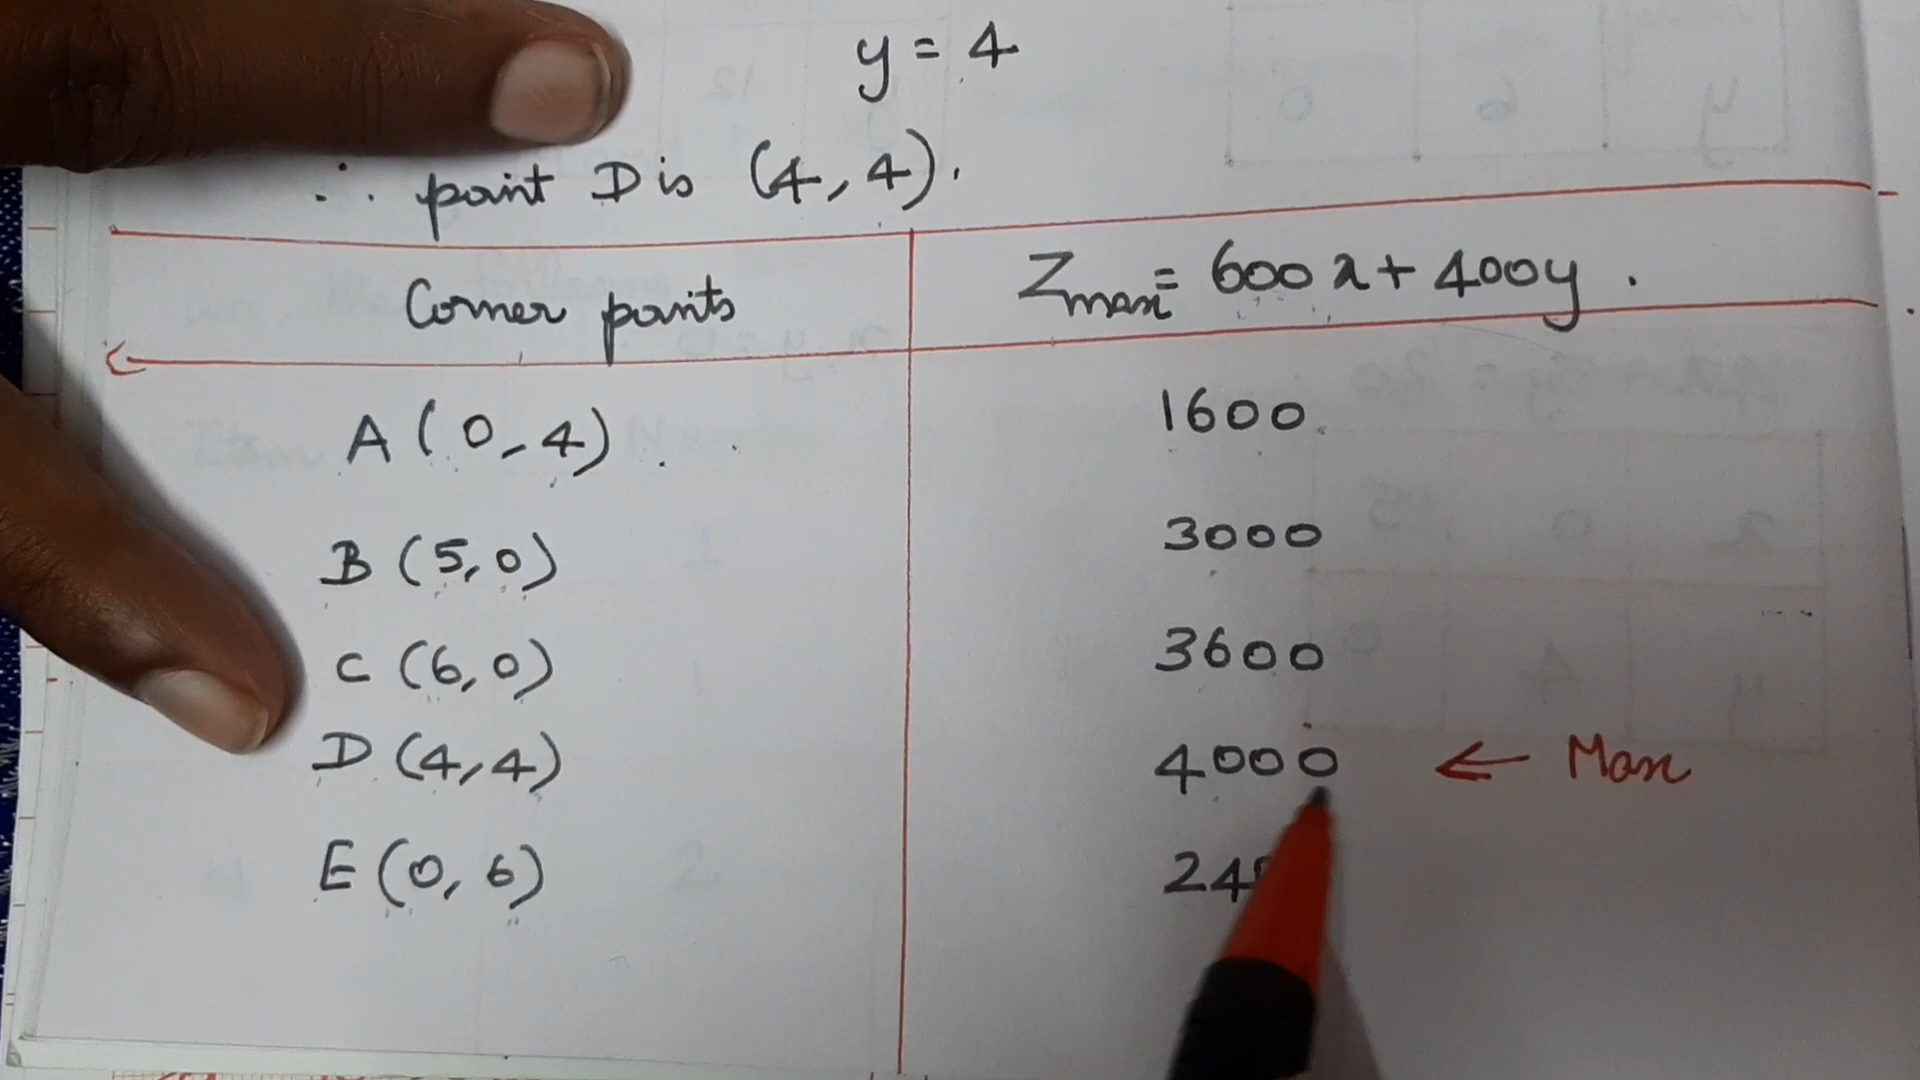 y = 4
∴ point D is (4, 4).
Corner points Zmax = 600x + 400y.
A (0, 4) 1600
B (5, 0) 3000
C (6, 0) 3600
D (4, 4) 4000 ← Max
E (0, 6)